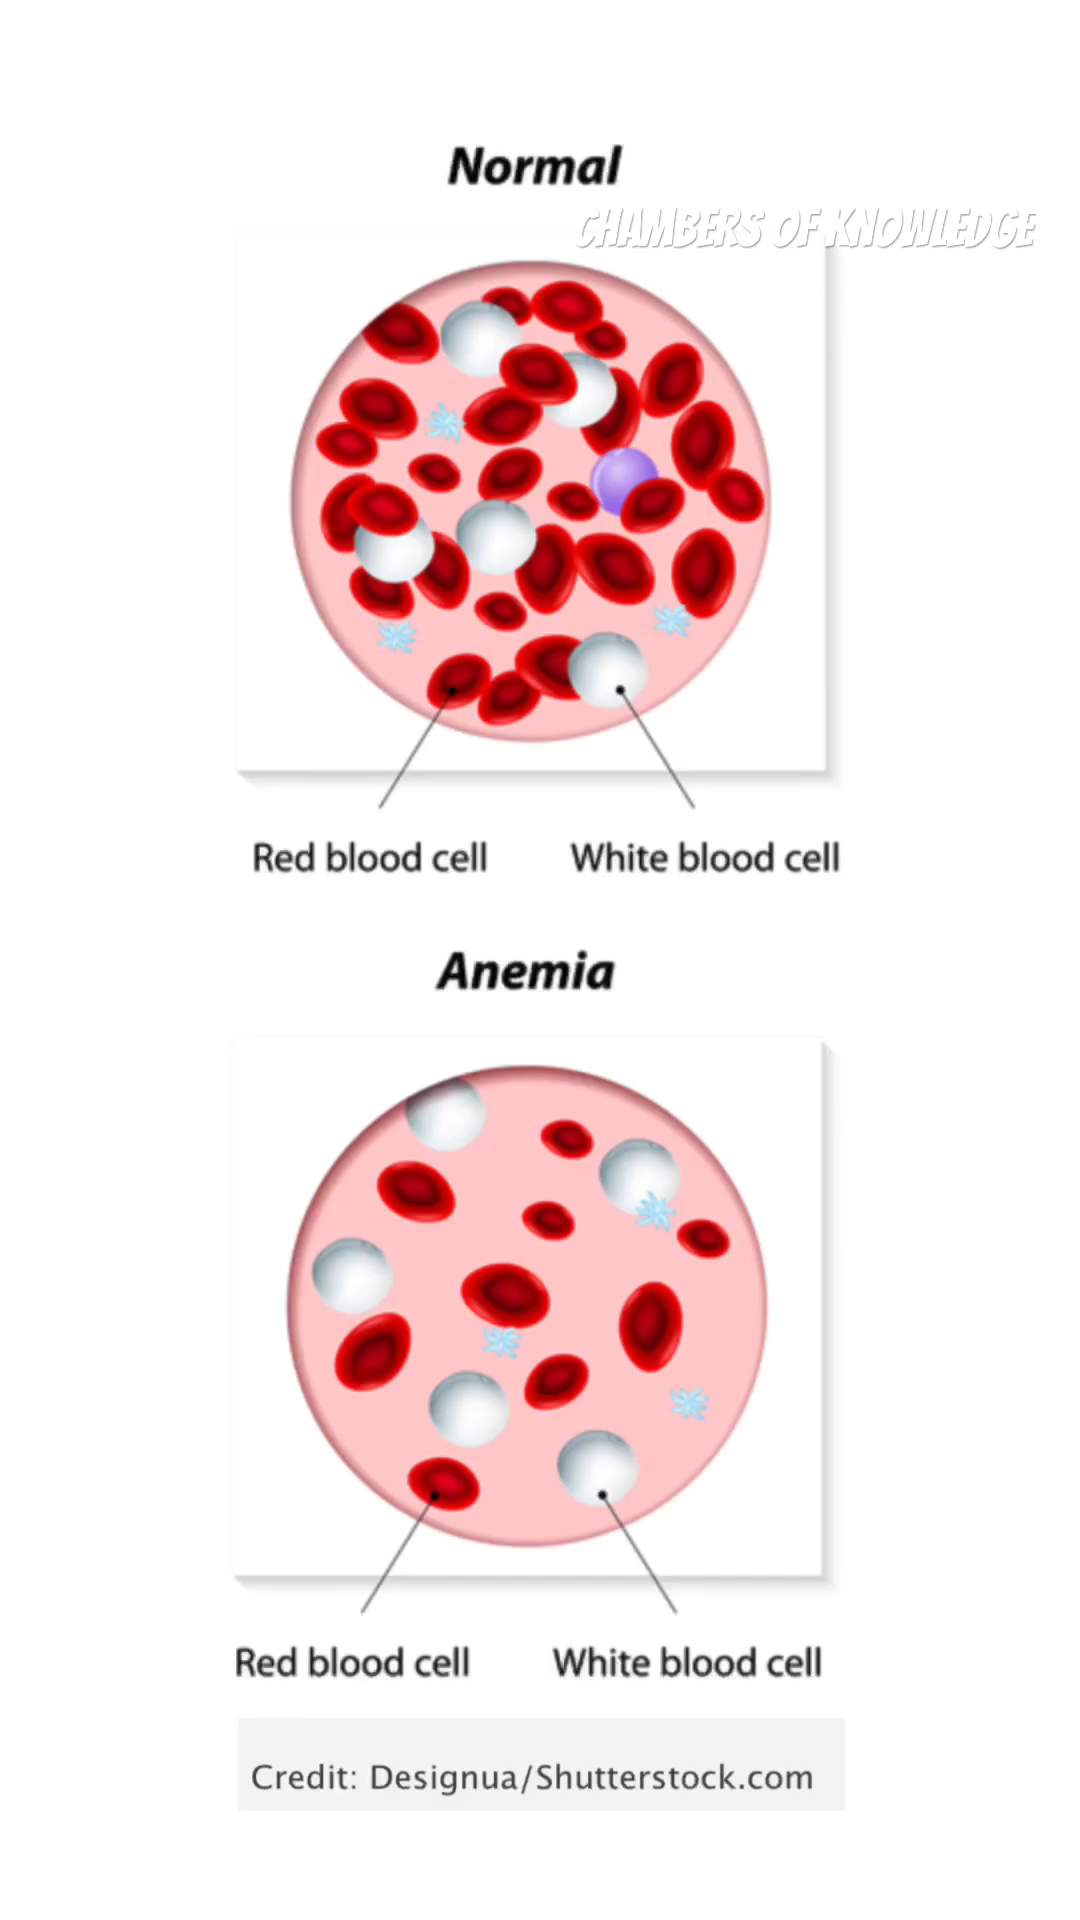 Normal
CHAMBERS OF KNOWLEDGE
Red blood cell White blood cell
Anemia
Red blood cell White blood cell
Credit: Designua/Shutterstock.com